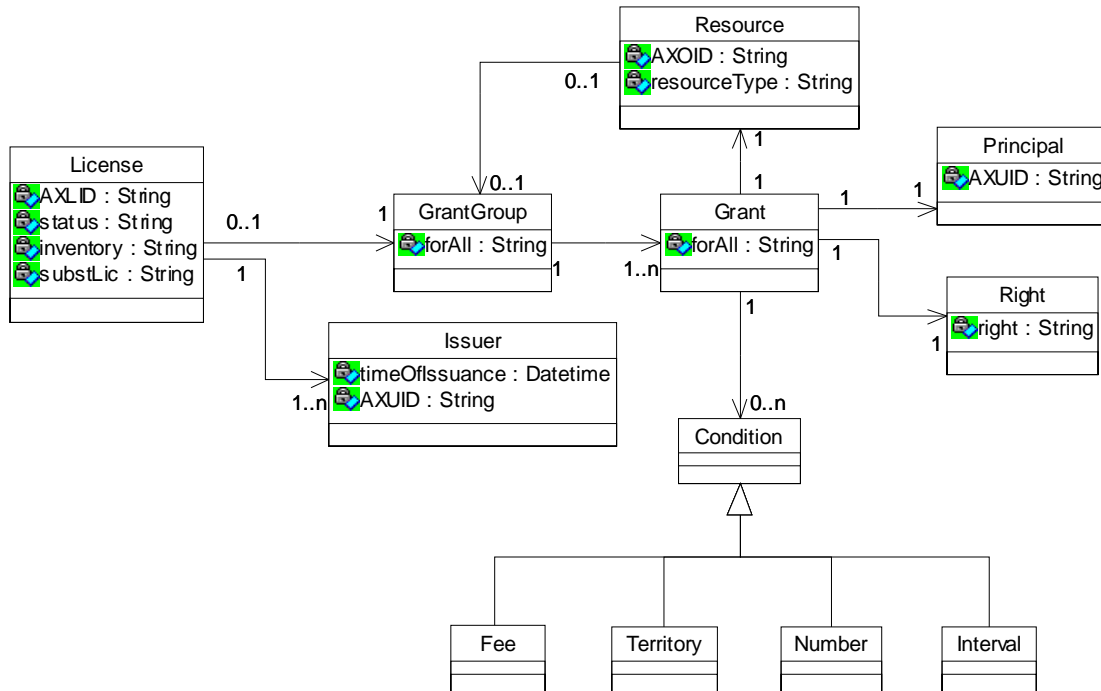 Resource
AXOID : String
resourceType : String
0..1
1
1
Principal
AXUID : String
License
AXLID : String
status : String
inventory : String
substLic : String
0..1
1
0..1
GrantGroup
forAll : String
1
1..n
Grant
forAll : String
1
1
1
1
Right
right : String
1
1..n
Issuer
timeOfIssuance : Datetime
AXUID : String
1
0..n
Condition
Fee
Territory
Number
Interval